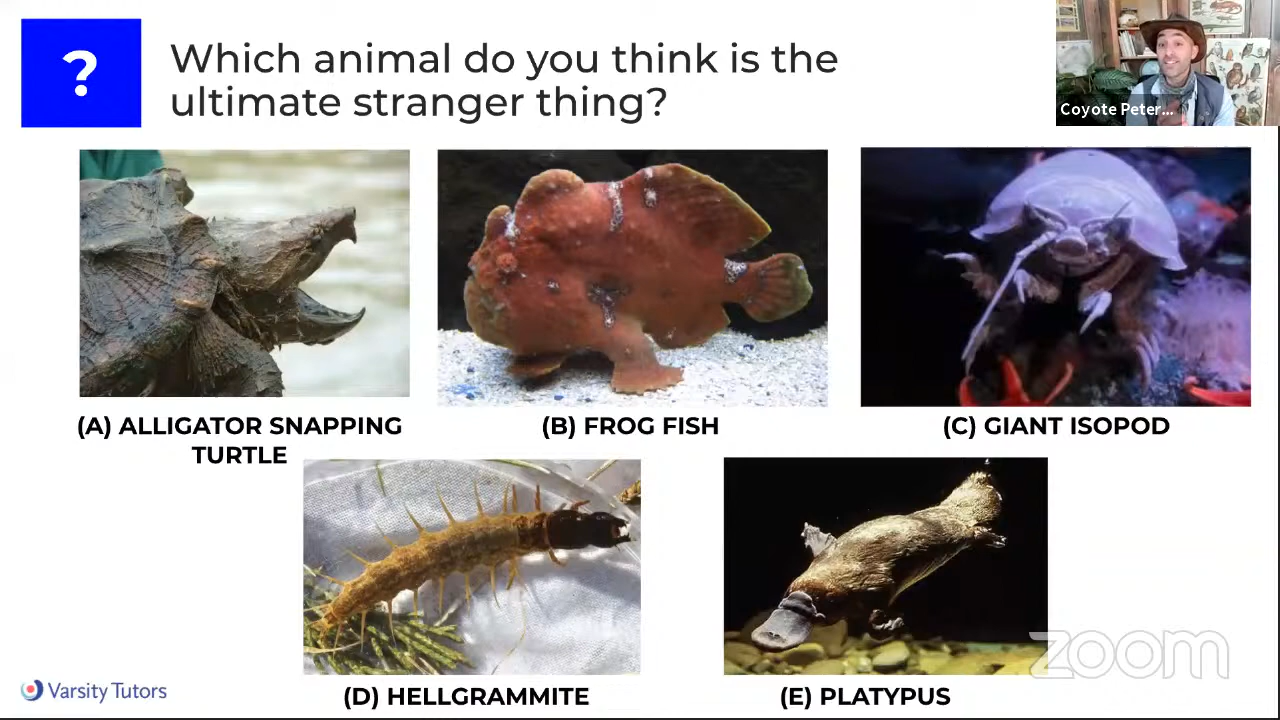 ?
Which animal do you think is the
ultimate stranger thing?
Coyote Peter...
(A) ALLIGATOR SNAPPING
TURTLE
(B) FROG FISH
(C) GIANT ISOPOD
(D) HELLGRAMMITE
(E) PLATYPUS
zoom
Varsity Tutors